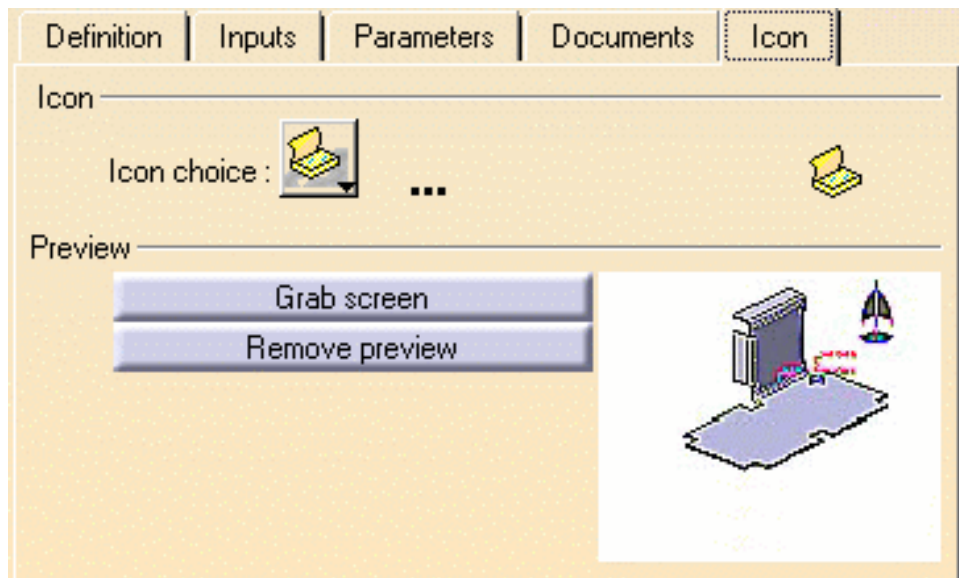 Definition Inputs Parameters Documents Icon
Icon
Icon choice : ...
Preview
Grab screen
Remove preview